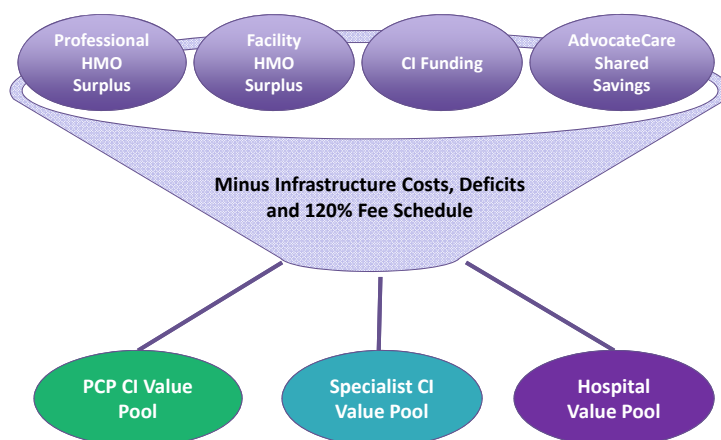 Professional
HMO
Surplus
Facility
HMO
Surplus
CI Funding
AdvocateCare
Shared
Savings
Minus Infrastructure Costs, Deficits
and 120% Fee Schedule
PCP CI Value
Pool
Specialist CI
Value Pool
Hospital
Value Pool